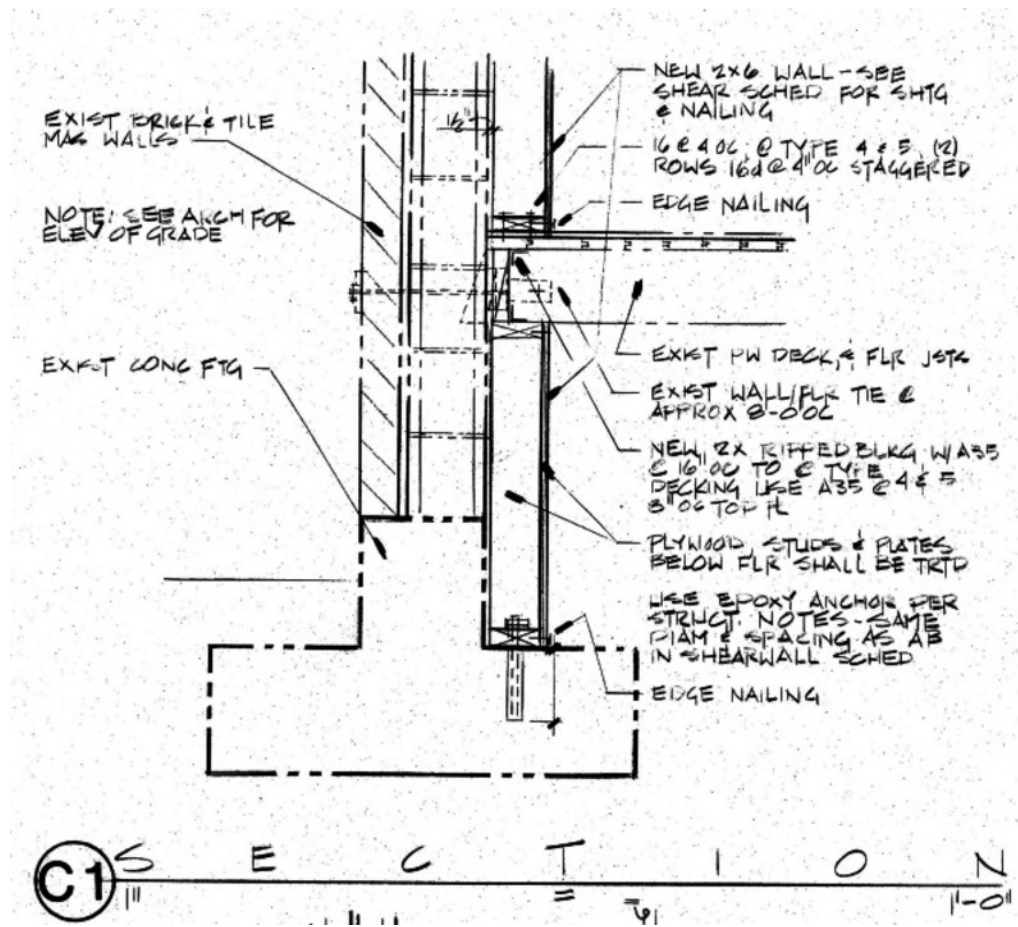 EXIST BRICK & TILE
MAS WALLS
NOTE: SEE ARCH FOR
ELEV OF GRADE
EXIST CONC FTG
1/2"
NEW 2x6 WALL - SEE
SHEAR SCHED FOR SHTG
& NAILING
16 @ 4 OC @ TYPE 4 & 5 (2)
ROWS 16d @ 4" OC STAGGERED
EDGE NAILING
EXIST PW DECK, & FLR JSTS
EXIST WALL/FLR TIE @
APPROX 8-0 OC
NEW 2X RIPPED BLKG W/ A35
@ 16" OC TO @ TYPE
DECKING USE A35 @ 4 & 5
8" OC TOP PL
PLYWOOD, STUDS & PLATES
BELOW FLR SHALL BE TRTD
USE EPOXY ANCHOR PER
STRUCT. NOTES - SAME
DIAM & SPACING AS AB
IN SHEARWALL SCHED
EDGE NAILING
C1 SECTION
1" = 1'-0"